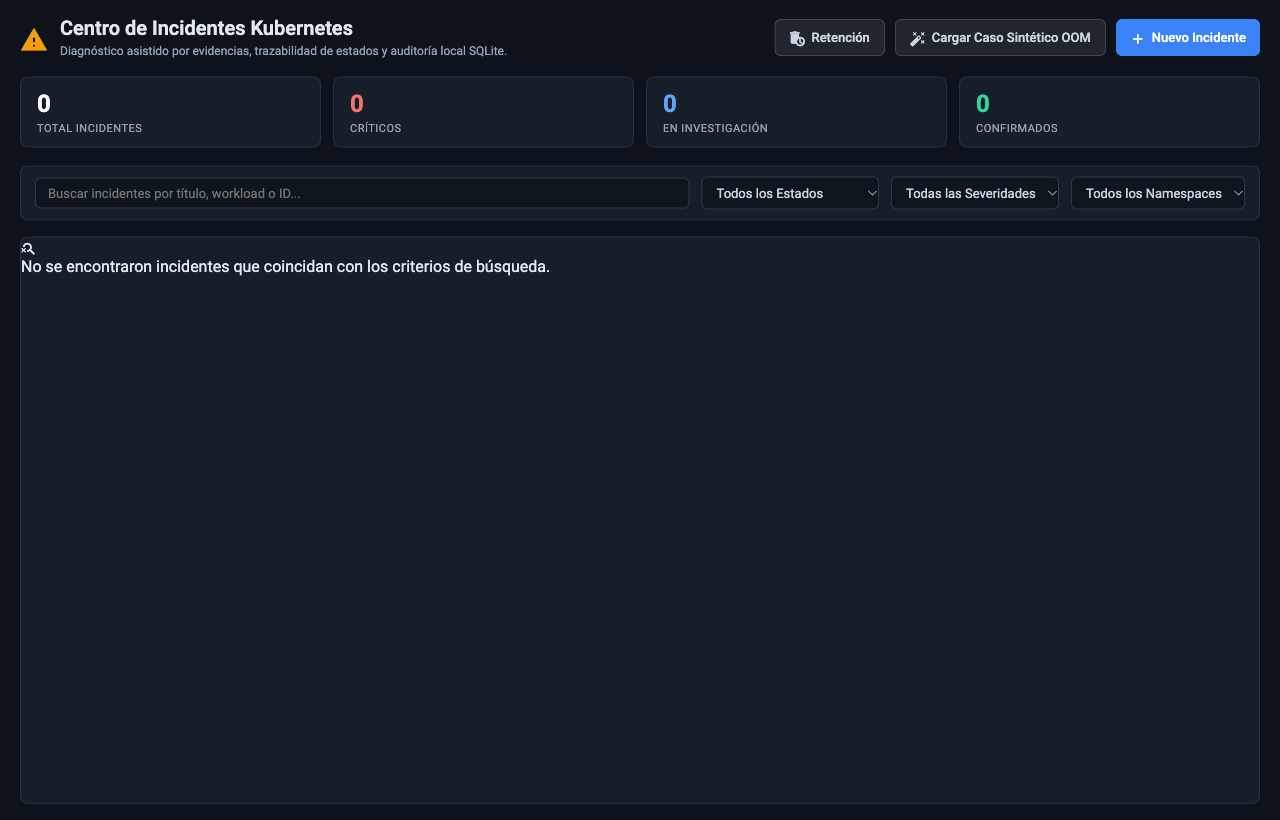 Centro de Incidentes Kubernetes
Diagnóstico asistido por evidencias, trazabilidad de estados y auditoría local SQLite.
Retención
Cargar Caso Sintético OOM
+ Nuevo Incidente
0
TOTAL INCIDENTES
0
CRÍTICOS
0
EN INVESTIGACIÓN
0
CONFIRMADOS
Buscar incidentes por título, workload o ID...
Todos los Estados
Todas las Severidades
Todos los Namespaces
No se encontraron incidentes que coincidan con los criterios de búsqueda.